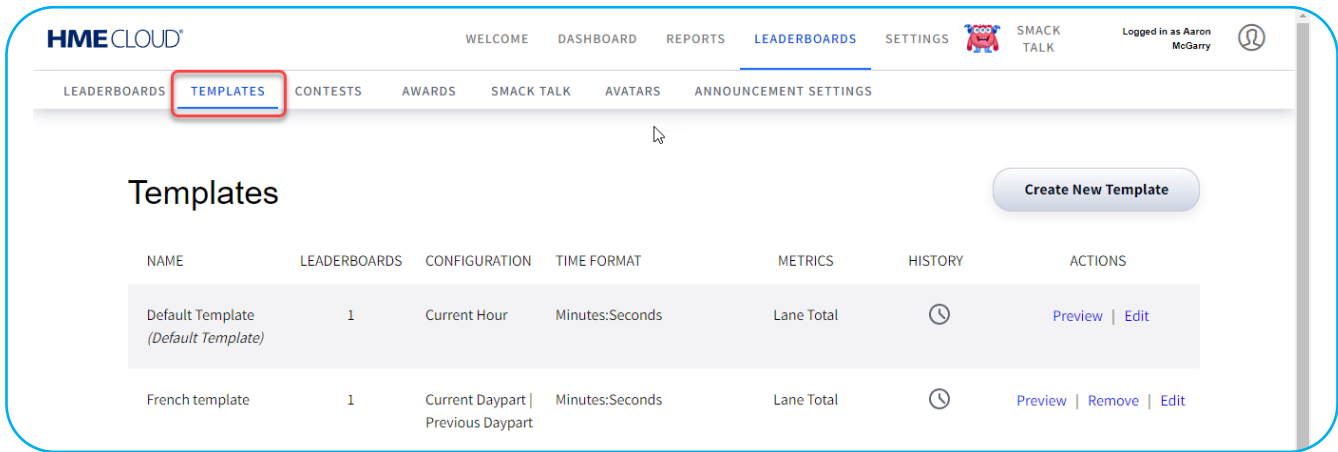 HME CLOUD®
WELCOME DASHBOARD REPORTS LEADERBOARDS SETTINGS SMACK TALK Logged in as Aaron McGarry
LEADERBOARDS TEMPLATES CONTESTS AWARDS SMACK TALK AVATARS ANNOUNCEMENT SETTINGS
Templates
Create New Template
NAME LEADERBOARDS CONFIGURATION TIME FORMAT METRICS HISTORY ACTIONS
Default Template 1 Current Hour Minutes:Seconds Lane Total Preview | Edit
(Default Template)
French template 1 Current Daypart | Minutes:Seconds Lane Total Preview | Remove | Edit
Previous Daypart